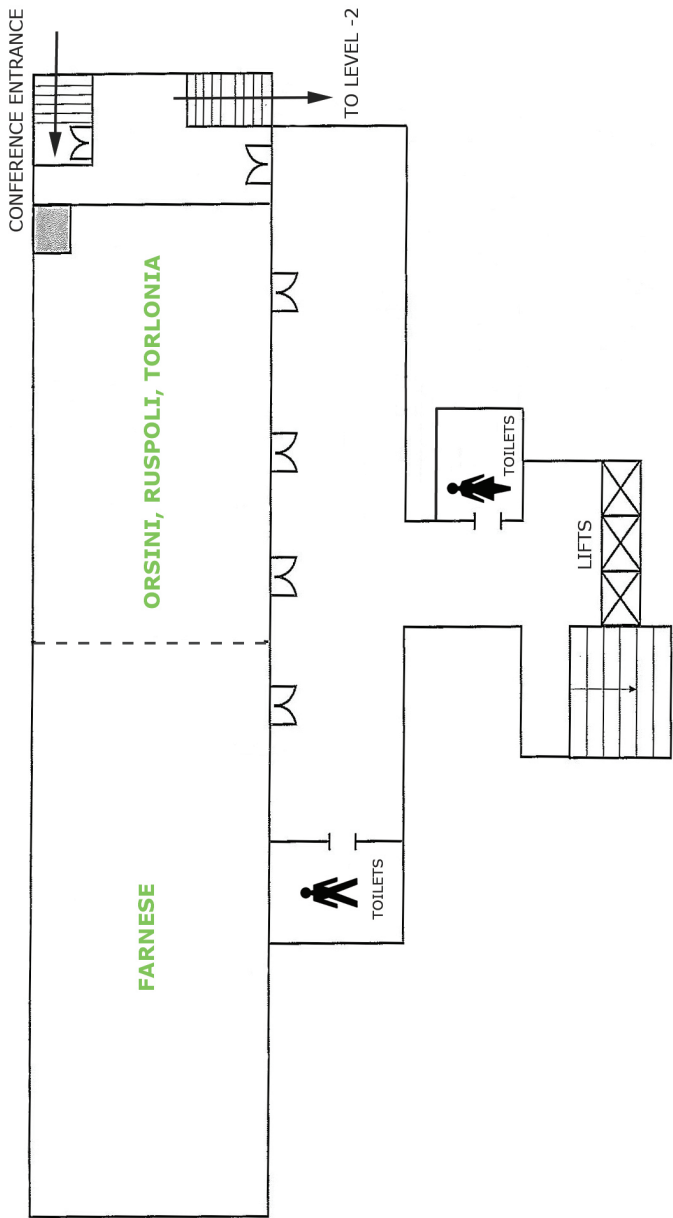 CONFERENCE ENTRANCE
TO LEVEL -2
ORSINI, RUSPOLI, TORLONIA
TOILETS
LIFTS
FARNESE
TOILETS